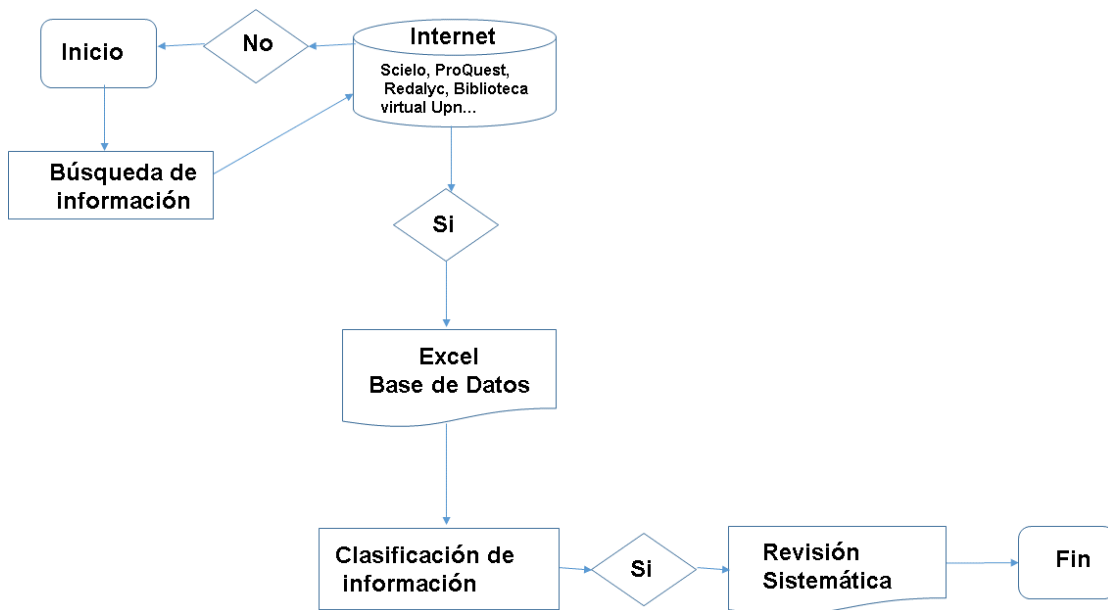 Inicio
No
Internet
Scielo, ProQuest,
Redalyc, Biblioteca
virtual Upn...
Búsqueda de
información
Si
Excel
Base de Datos
Clasificación de
información
Si
Revisión
Sistemática
Fin